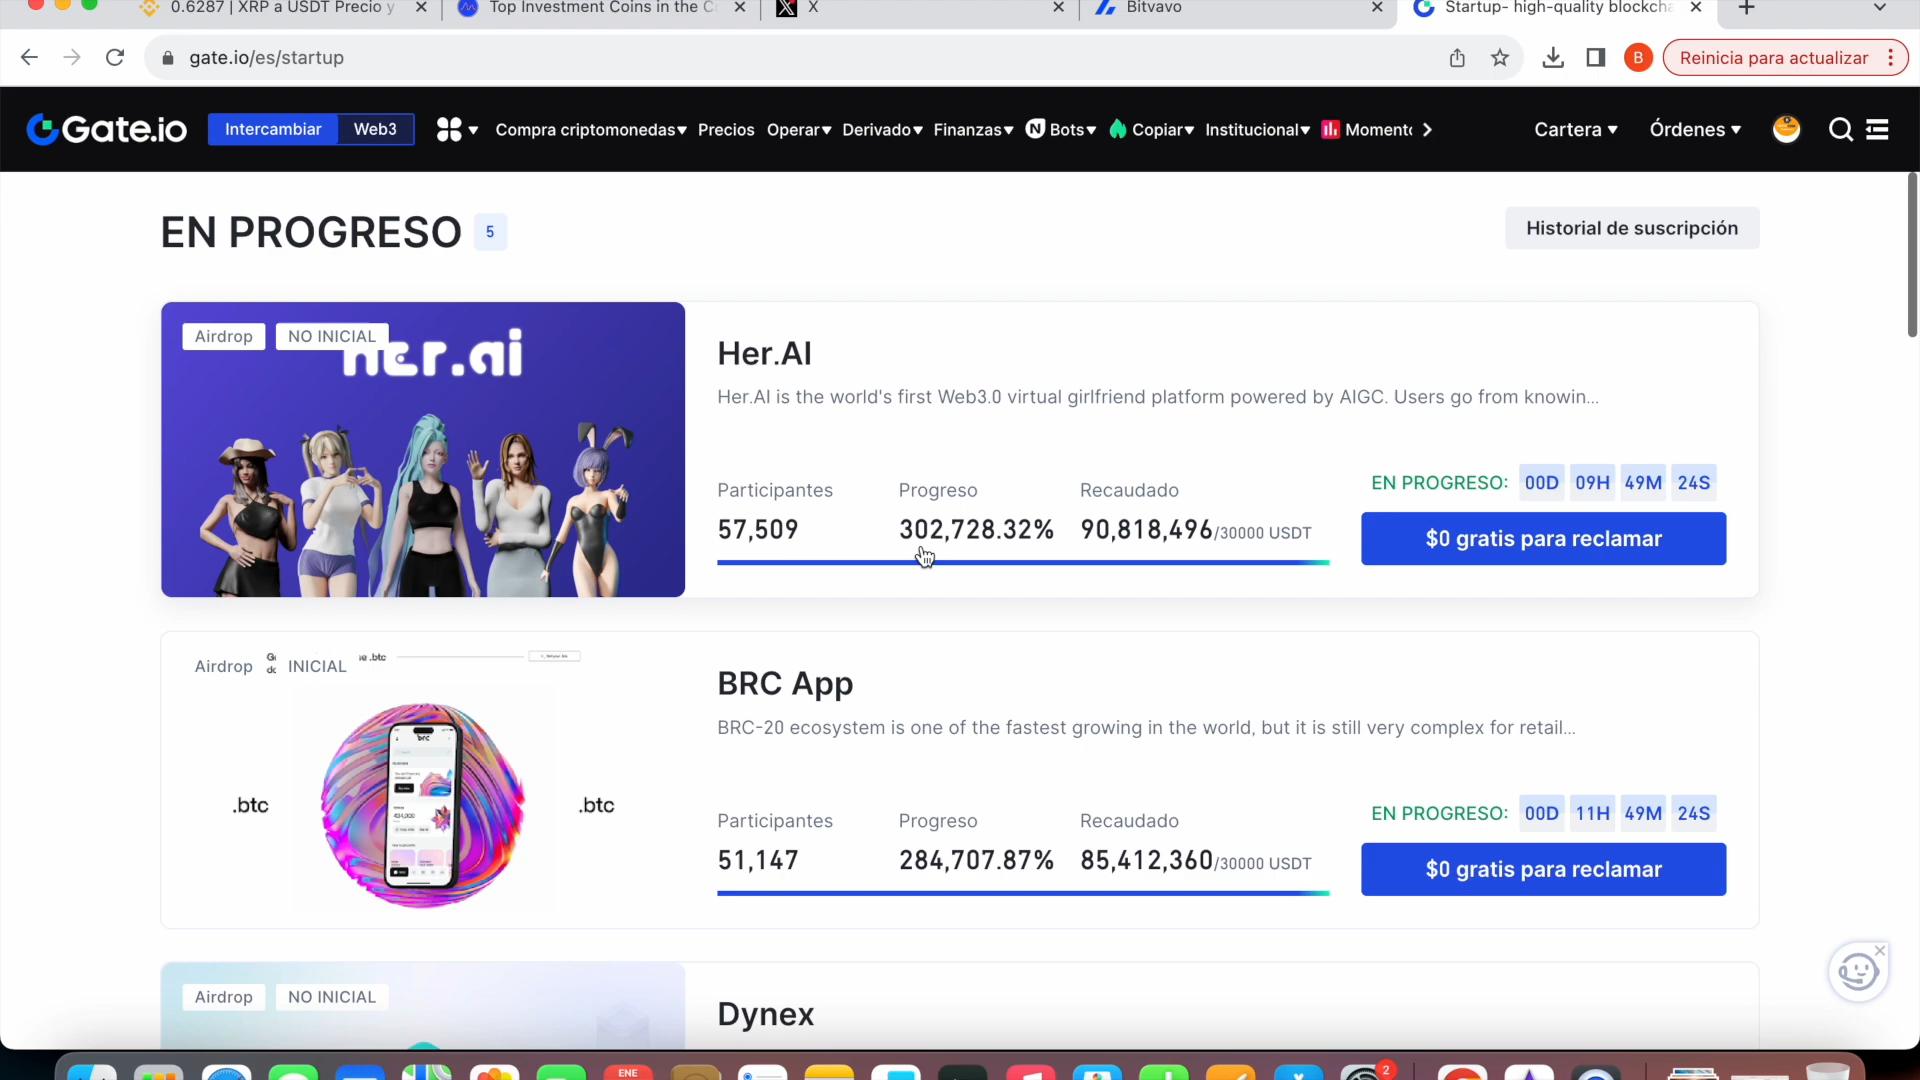 0.6287 | XRP a USDT Precio y
Top Investment Coins in the C
X
Bitvavo
Startup- high-quality blockcha
gate.io/es/startup
B
Reinicia para actualizar
Gate.io
Intercambiar
Web3
Compra criptomonedas
Precios
Operar
Derivado
Finanzas
Bots
Copiar
Institucional
Moment
Cartera
Órdenes
EN PROGRESO
5
Historial de suscripción
Airdrop
NO INICIAL
her.ai
Her.AI
Her.AI is the world's first Web3.0 virtual girlfriend platform powered by AIGC. Users go from knowin...
Participantes
Progreso
Recaudado
EN PROGRESO: 00D 09H 49M 24S
57,509
302,728.32%
90,818,496/30000 USDT
$0 gratis para reclamar
Airdrop
INICIAL
.btc
.btc
.btc
brc
BRC App
BRC-20 ecosystem is one of the fastest growing in the world, but it is still very complex for retail...
Participantes
Progreso
Recaudado
EN PROGRESO: 00D 11H 49M 24S
51,147
284,707.87%
85,412,360/30000 USDT
$0 gratis para reclamar
Airdrop
NO INICIAL
Dynex
ENE
2